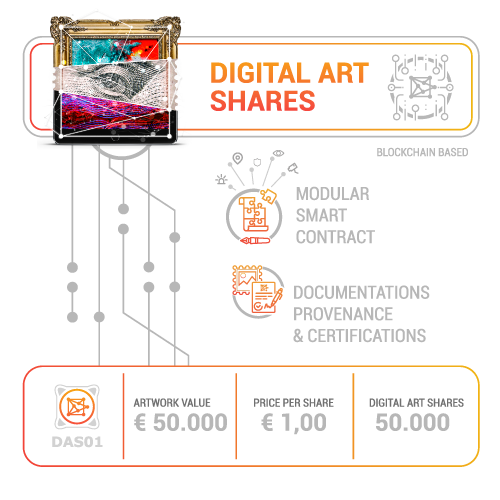 DIGITAL ART
SHARES
BLOCKCHAIN BASED
MODULAR
SMART
CONTRACT
DOCUMENTATIONS
PROVENANCE
& CERTIFICATIONS
DAS01
ARTWORK VALUE
€ 50.000
PRICE PER SHARE
€ 1,00
DIGITAL ART SHARES
50.000